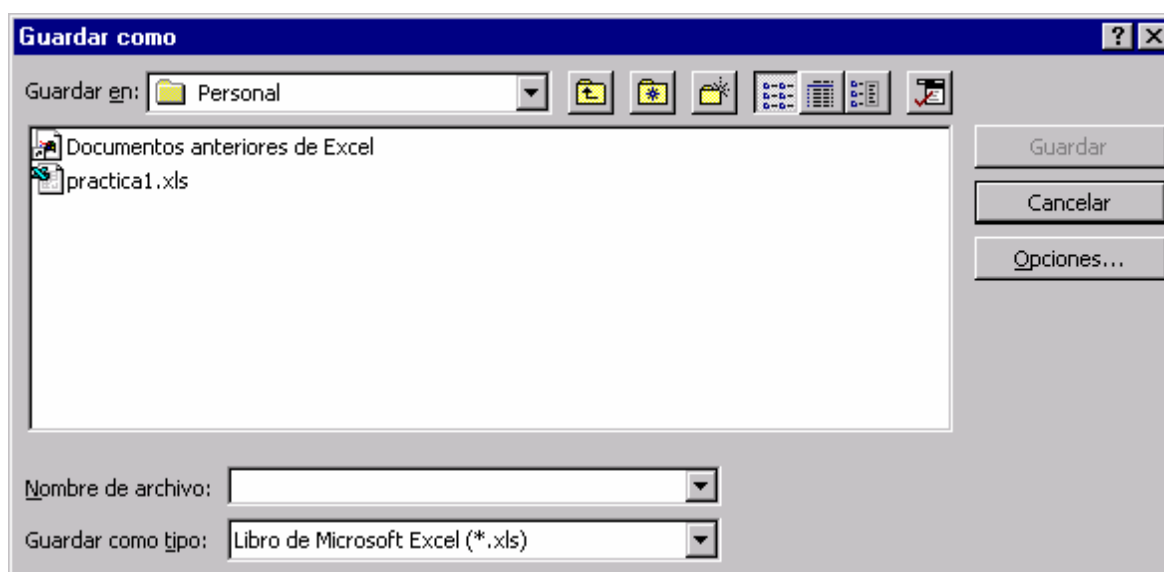 Guardar como
Guardar en: Personal
Documentos anteriores de Excel
practica1.xls
Guardar
Cancelar
Opciones...
Nombre de archivo:
Guardar como tipo: Libro de Microsoft Excel (*.xls)